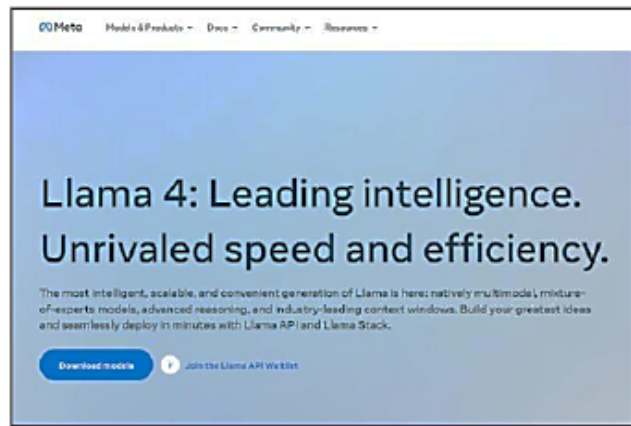 Meta Models & Products Docs Community Resources
Llama 4: Leading intelligence.
Unrivaled speed and efficiency.
The most intelligent, scalable, and convenient generation of Llama is here: natively multimodal, mixture-
of-experts models, advanced reasoning, and industry-leading context windows. Build your greatest ideas
and seamlessly deploy in minutes with Llama API and Llama Stack.
Download models Join the Llama API Waitlist